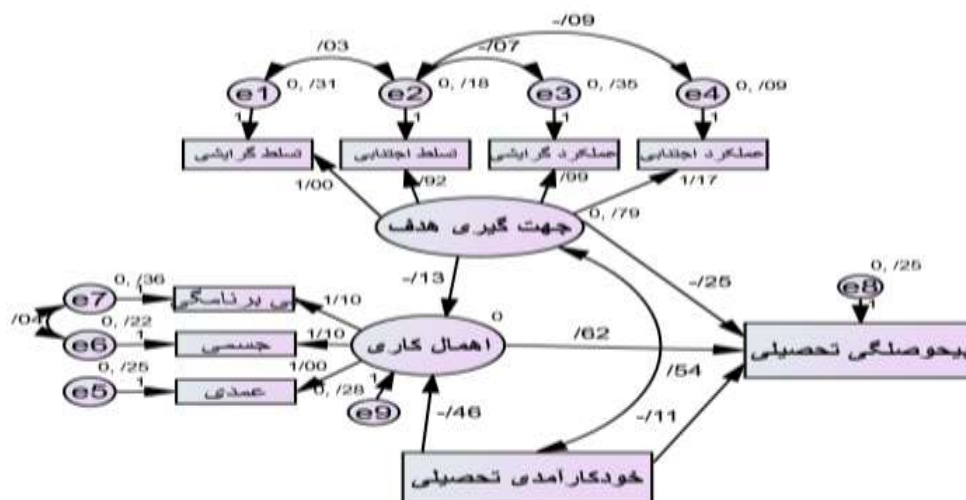 -/09
/03
-/07
e1
0, /31
e2
0, /18
e3
0, /35
e4
0, /09
1
1
1
1
تسلط گرایشی
تسلط اجتنابی
عملکرد گرایشی
عملکرد اجتنابی
1/00
/92
/99
1/17
جهت گیری هدف
0, /79
-/13
-/25
e7
0, /36
1
بی برنامگی
1/10
/04
e6
0, /22
1
جسمی
1/10
e5
0, /25
1
عمدی
1/00
اهمال کاری
0
0, /28
1
e9
/62
e8
0, /25
1
بیحوصلگی تحصیلی
/54
-/46
-/11
خودکارآمدی تحصیلی